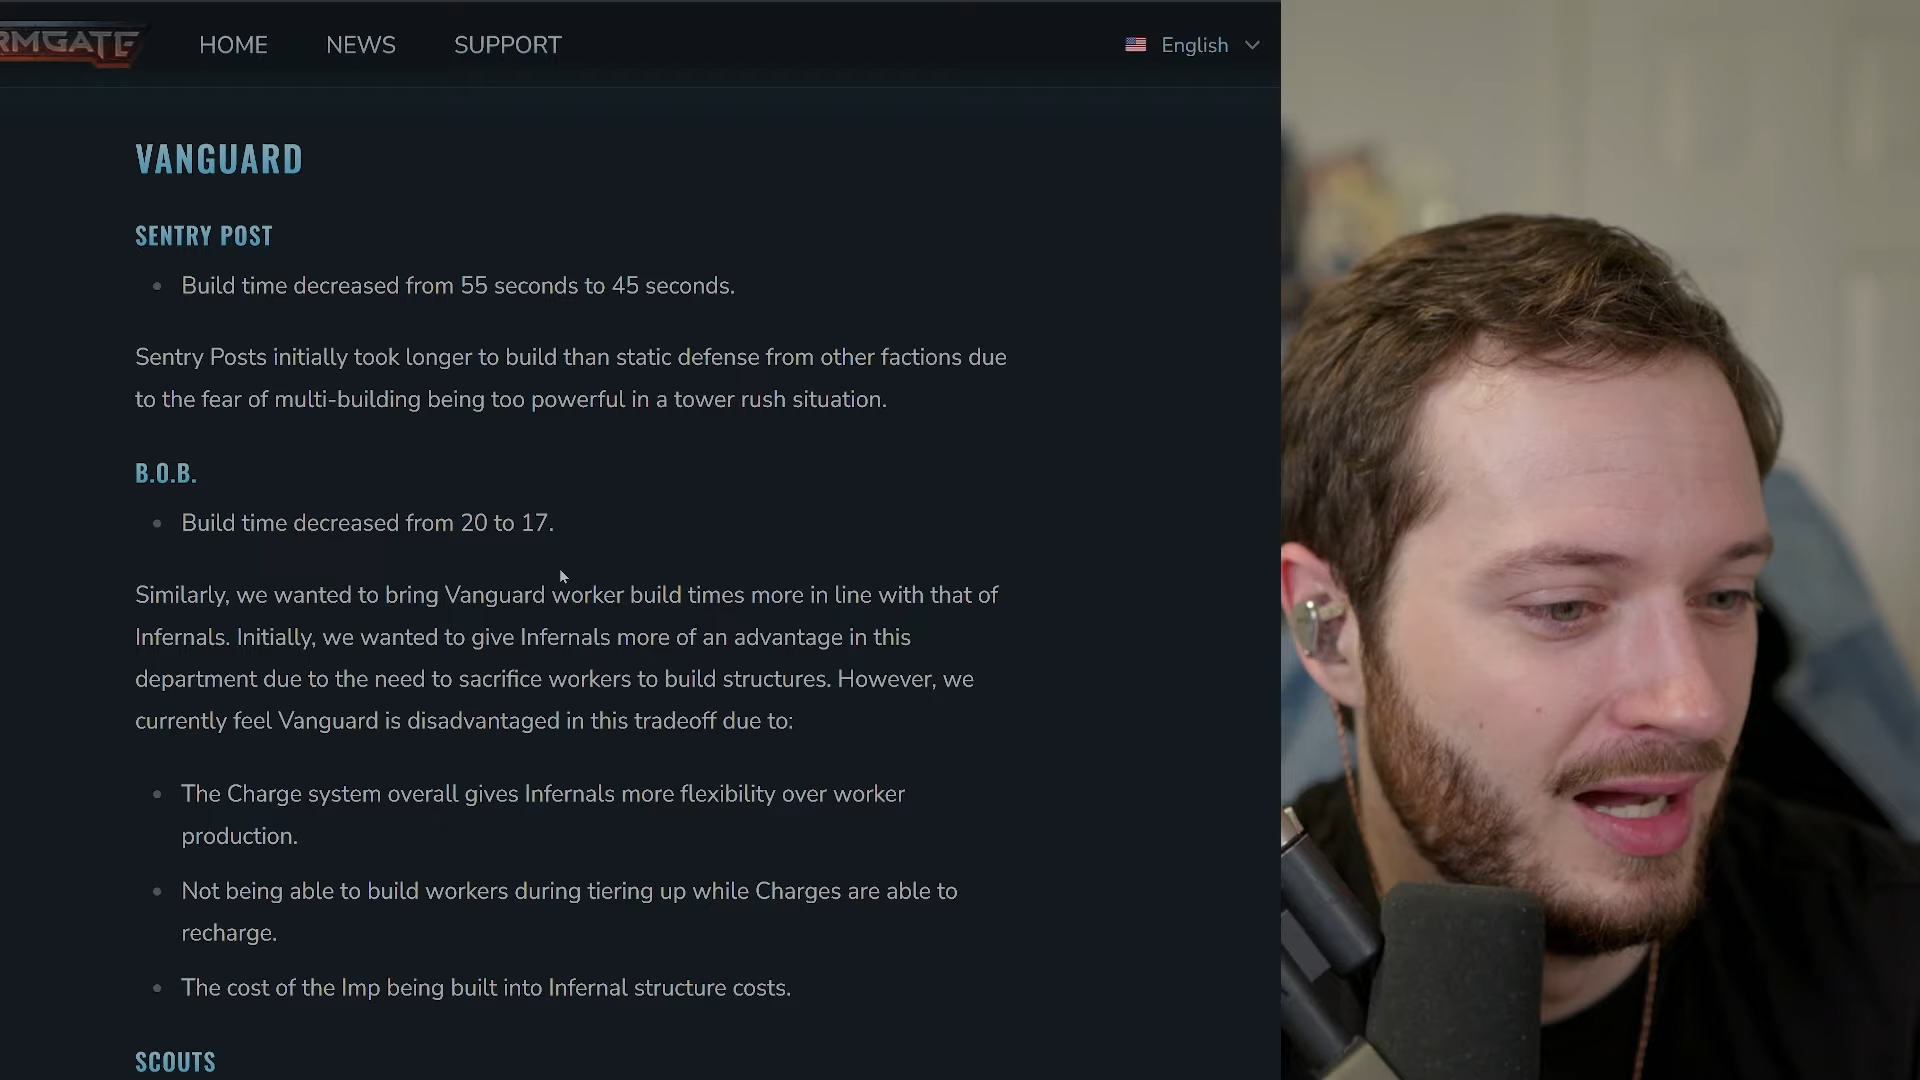 RMGATE
HOME
NEWS
SUPPORT
English
VANGUARD
SENTRY POST
Build time decreased from 55 seconds to 45 seconds.
Sentry Posts initially took longer to build than static defense from other factions due
to the fear of multi-building being too powerful in a tower rush situation.
B.O.B.
Build time decreased from 20 to 17.
Similarly, we wanted to bring Vanguard worker build times more in line with that of
Infernals. Initially, we wanted to give Infernals more of an advantage in this
department due to the need to sacrifice workers to build structures. However, we
currently feel Vanguard is disadvantaged in this tradeoff due to:
The Charge system overall gives Infernals more flexibility over worker
production.
Not being able to build workers during tiering up while Charges are able to
recharge.
The cost of the Imp being built into Infernal structure costs.
SCOUTS